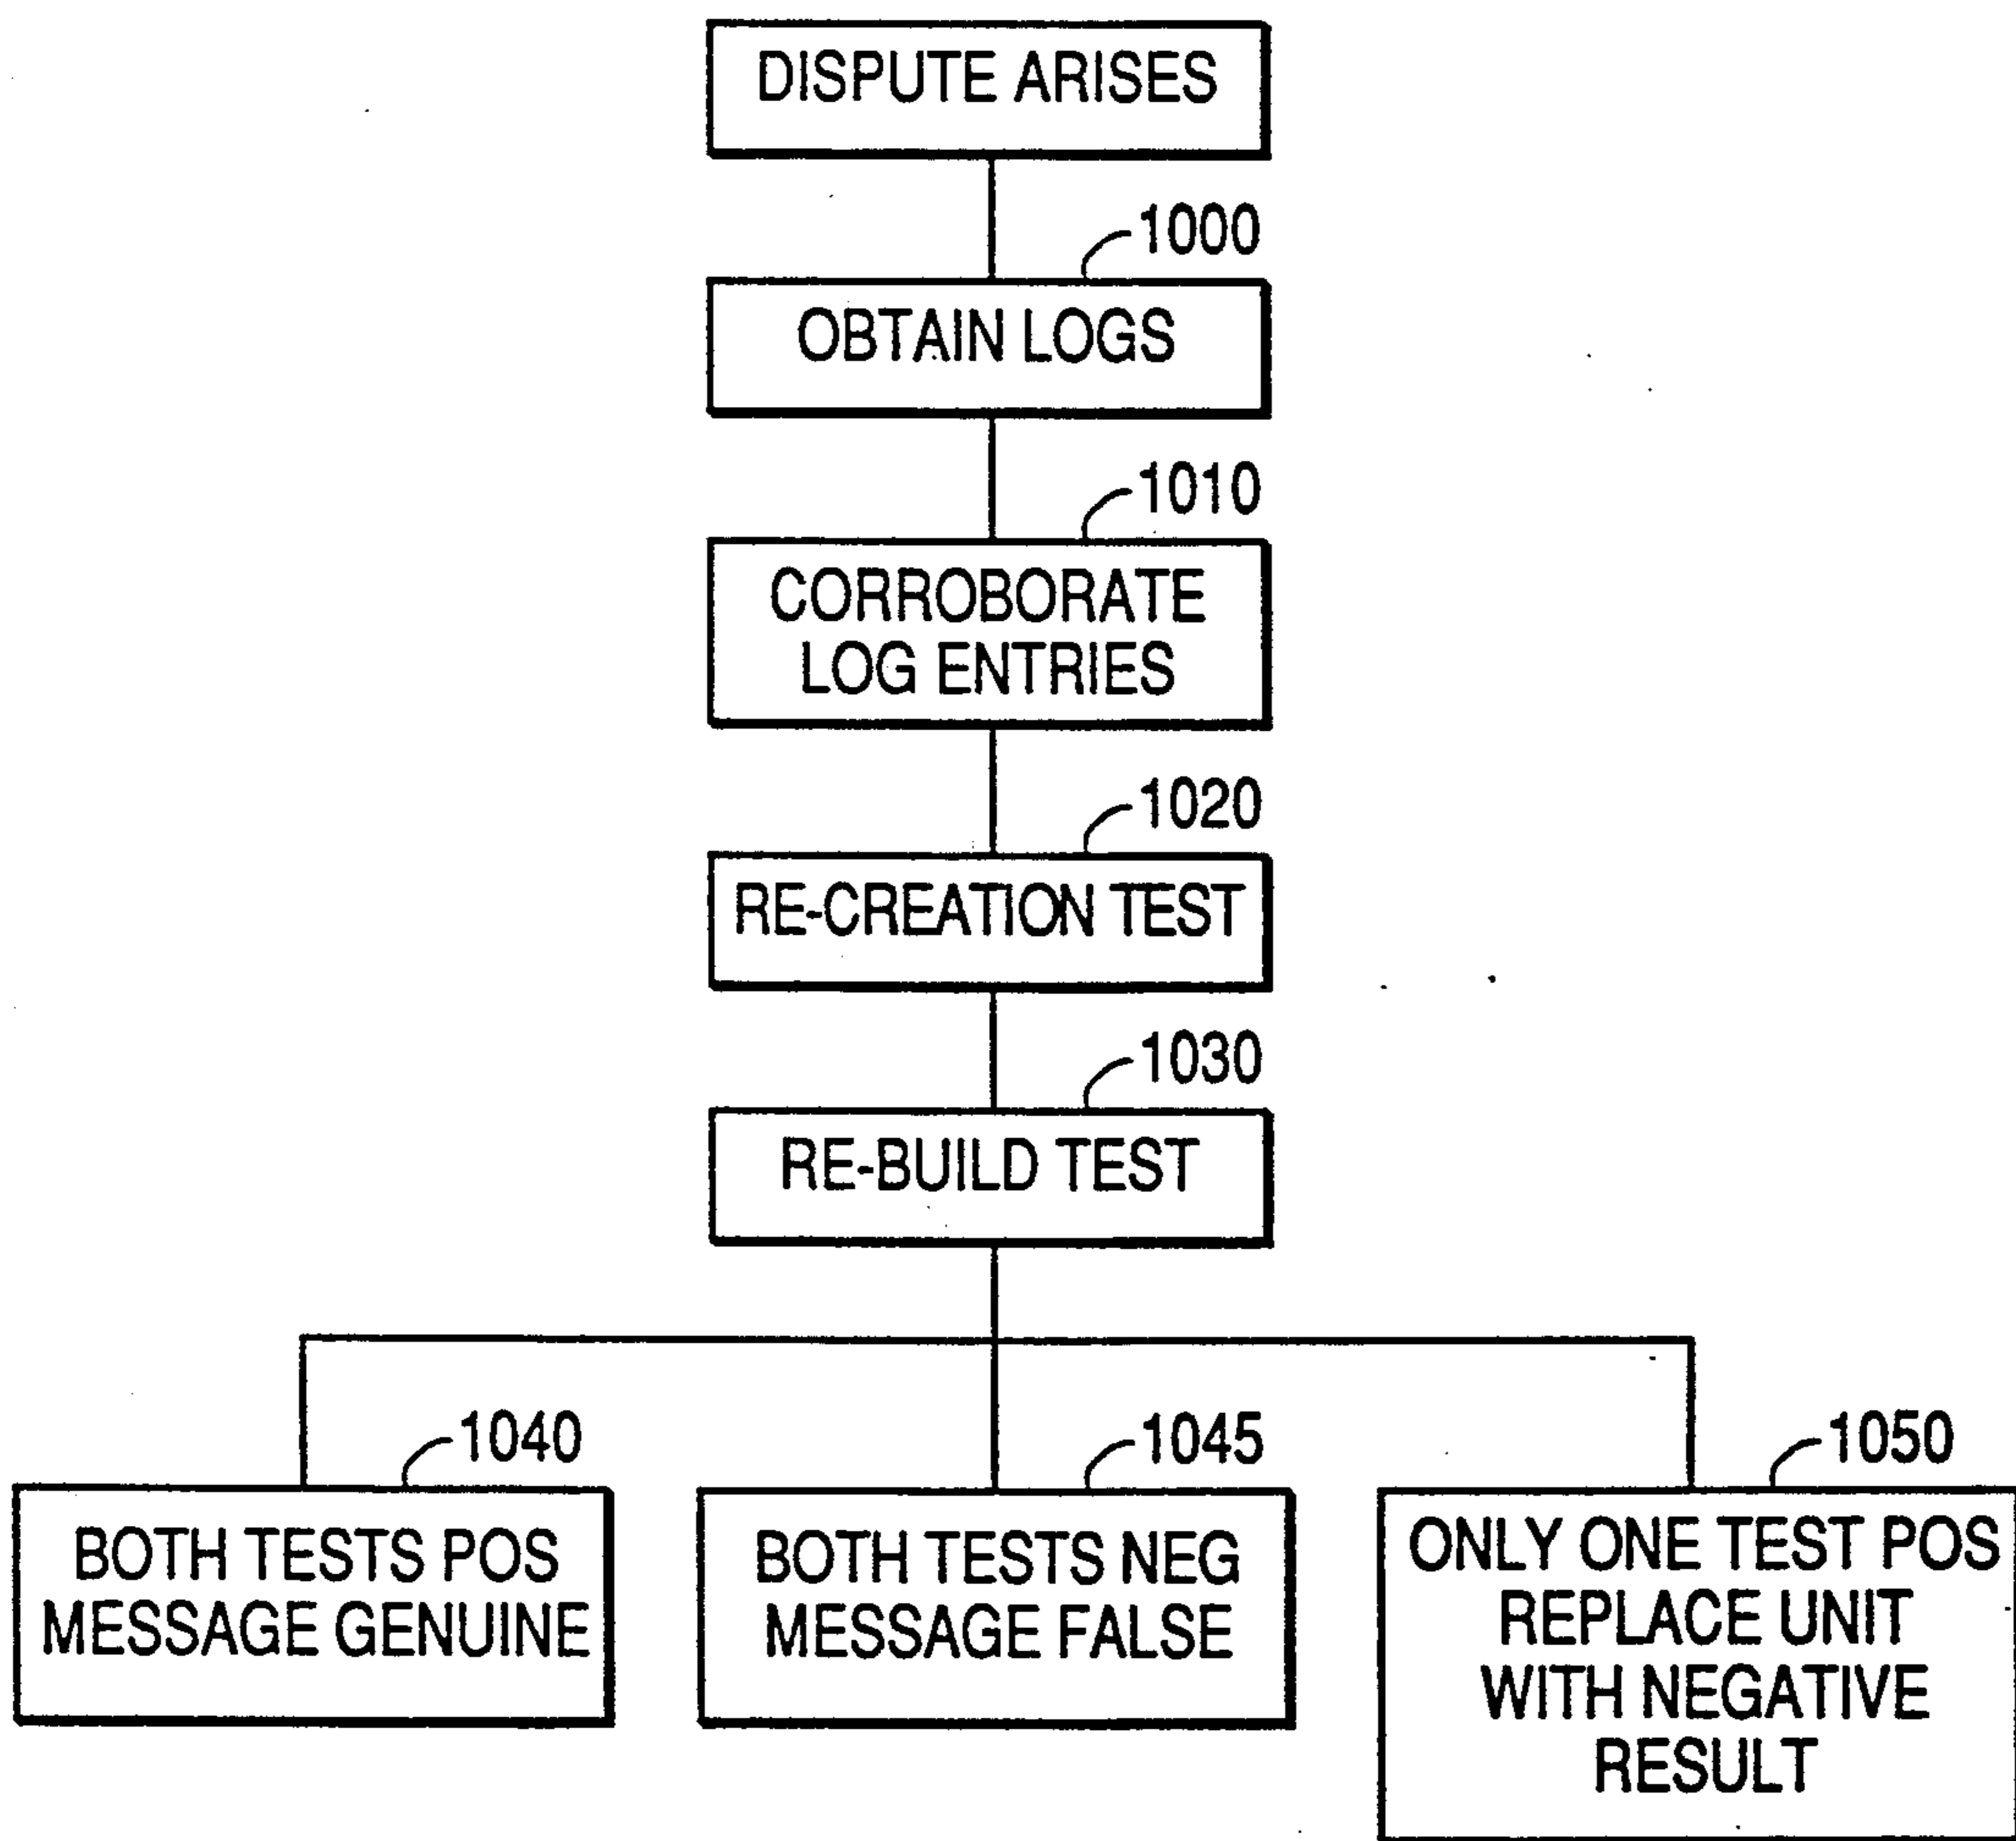 DISPUTE ARISES
1000
OBTAIN LOGS
1010
CORROBORATE
LOG ENTRIES
1020
RE-CREATION TEST
1030
RE-BUILD TEST
1040
BOTH TESTS POS
MESSAGE GENUINE
1045
BOTH TESTS NEG
MESSAGE FALSE
1050
ONLY ONE TEST POS
REPLACE UNIT
WITH NEGATIVE
RESULT